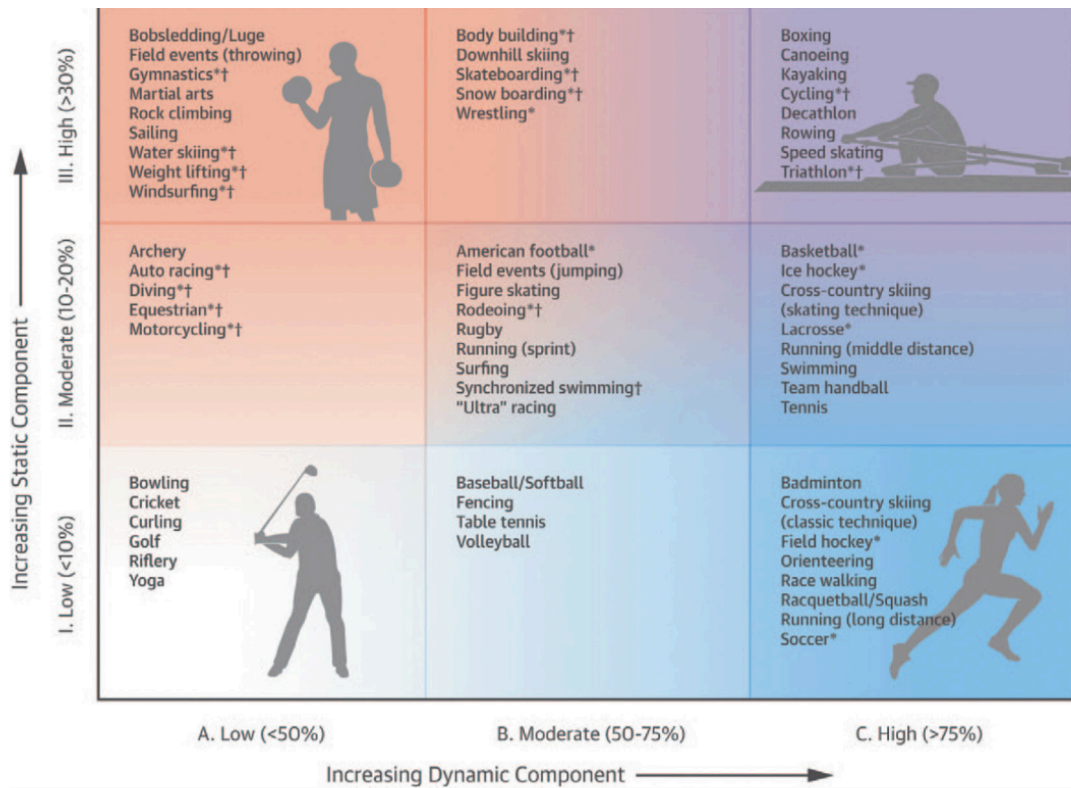 Increasing Static Component
III. High (>30%)
Bobsledding/Luge
Field events (throwing)
Gymnastics*†
Martial arts
Rock climbing
Sailing
Water skiing*†
Weight lifting*†
Windsurfing*†
Body building*†
Downhill skiing
Skateboarding*†
Snow boarding*†
Wrestling*
Boxing
Canoeing
Kayaking
Cycling*†
Decathlon
Rowing
Speed skating
Triathlon*†
II. Moderate (10-20%)
Archery
Auto racing*†
Diving*†
Equestrian*†
Motorcycling*†
American football*
Field events (jumping)
Figure skating
Rodeoing*†
Rugby
Running (sprint)
Surfing
Synchronized swimming†
"Ultra" racing
Basketball*
Ice hockey*
Cross-country skiing
(skating technique)
Lacrosse*
Running (middle distance)
Swimming
Team handball
Tennis
I. Low (<10%)
Bowling
Cricket
Curling
Golf
Riflery
Yoga
Baseball/Softball
Fencing
Table tennis
Volleyball
Badminton
Cross-country skiing
(classic technique)
Field hockey*
Orienteering
Race walking
Racquetball/Squash
Running (long distance)
Soccer*
A. Low (<50%)
B. Moderate (50-75%)
C. High (>75%)
Increasing Dynamic Component